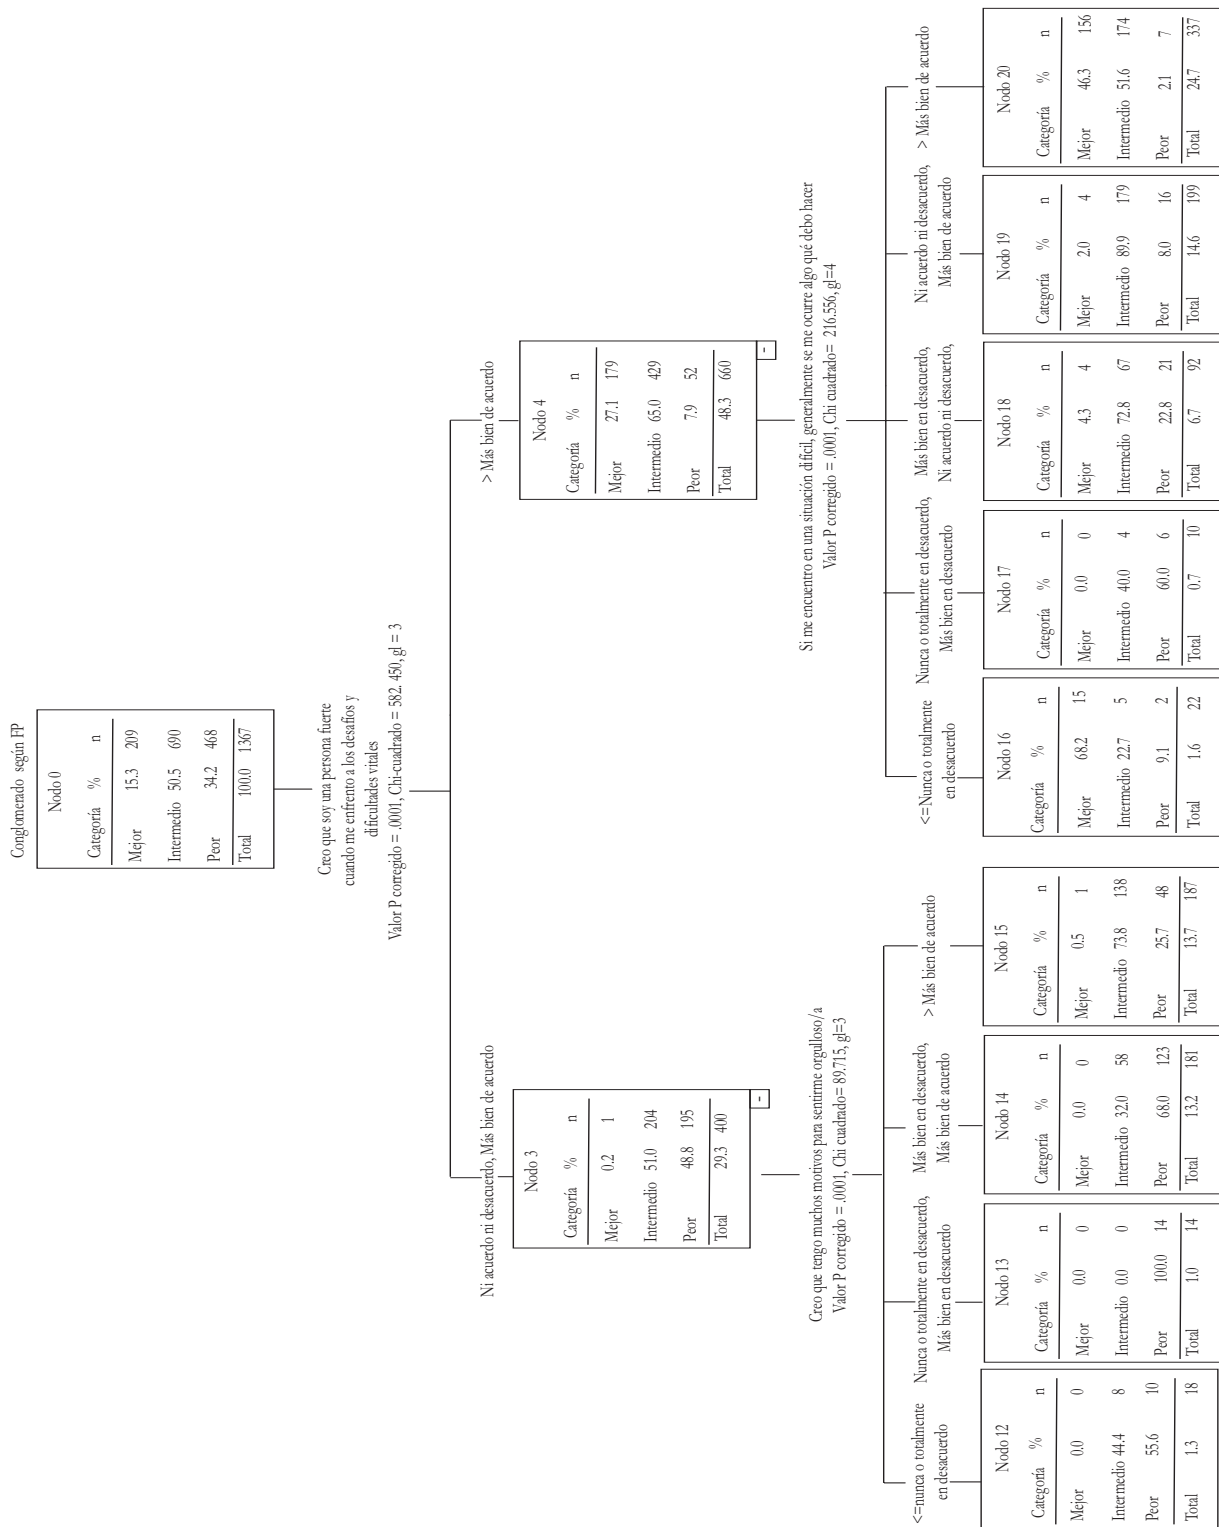 Conglomerado según FP
Nodo 0
Categoría % n
Mejor 15.3 209
Intermedio 50.5 690
Peor 34.2 468
Total 100.0 1367
Creo que soy una persona fuerte
cuando me enfrento a los desafíos y
dificultades vitales
Valor P corregido = .0001, Chi-cuadrado = 582. 450, gl = 3
Ni acuerdo ni desacuerdo, Más bien de acuerdo
Nodo 3
Categoría % n
Mejor 0.2 1
Intermedio 51.0 204
Peor 48.8 195
Total 29.3 400
-
> Más bien de acuerdo
Nodo 4
Categoría % n
Mejor 27.1 179
Intermedio 65.0 429
Peor 7.9 52
Total 48.3 660
-
Creo que tengo muchos motivos para sentirme orgulloso/a
Valor P corregido = .0001, Chi cuadrado= 89.715, gl=3
<=nunca o totalmente
en desacuerdo
Nodo 12
Categoría % n
Mejor 0.0 0
Intermedio 44.4 8
Peor 55.6 10
Total 1.3 18
Nunca o totalmente en desacuerdo,
Más bien en desacuerdo
Nodo 13
Categoría % n
Mejor 0.0 0
Intermedio 0.0 0
Peor 100.0 14
Total 1.0 14
Más bien en desacuerdo,
Más bien de acuerdo
Nodo 14
Categoría % n
Mejor 0.0 0
Intermedio 32.0 58
Peor 68.0 123
Total 13.2 181
> Más bien de acuerdo
Nodo 15
Categoría % n
Mejor 0.5 1
Intermedio 73.8 138
Peor 25.7 48
Total 13.7 187
Si me encuentro en una situación difícil, generalmente se me ocurre algo qué debo hacer
Valor P corregido = .0001, Chi cuadrado= 216.556, gl=4
<=Nunca o totalmente
en desacuerdo
Nodo 16
Categoría % n
Mejor 68.2 15
Intermedio 22.7 5
Peor 9.1 2
Total 1.6 22
Nunca o totalmente en desacuerdo,
Más bien en desacuerdo
Nodo 17
Categoría % n
Mejor 0.0 0
Intermedio 40.0 4
Peor 60.0 6
Total 0.7 10
Más bien en desacuerdo,
Ni acuerdo ni desacuerdo,
Nodo 18
Categoría % n
Mejor 4.3 4
Intermedio 72.8 67
Peor 22.8 21
Total 6.7 92
Ni acuerdo ni desacuerdo,
Más bien de acuerdo
Nodo 19
Categoría % n
Mejor 2.0 4
Intermedio 89.9 179
Peor 8.0 16
Total 14.6 199
> Más bien de acuerdo
Nodo 20
Categoría % n
Mejor 46.3 156
Intermedio 51.6 174
Peor 2.1 7
Total 24.7 337